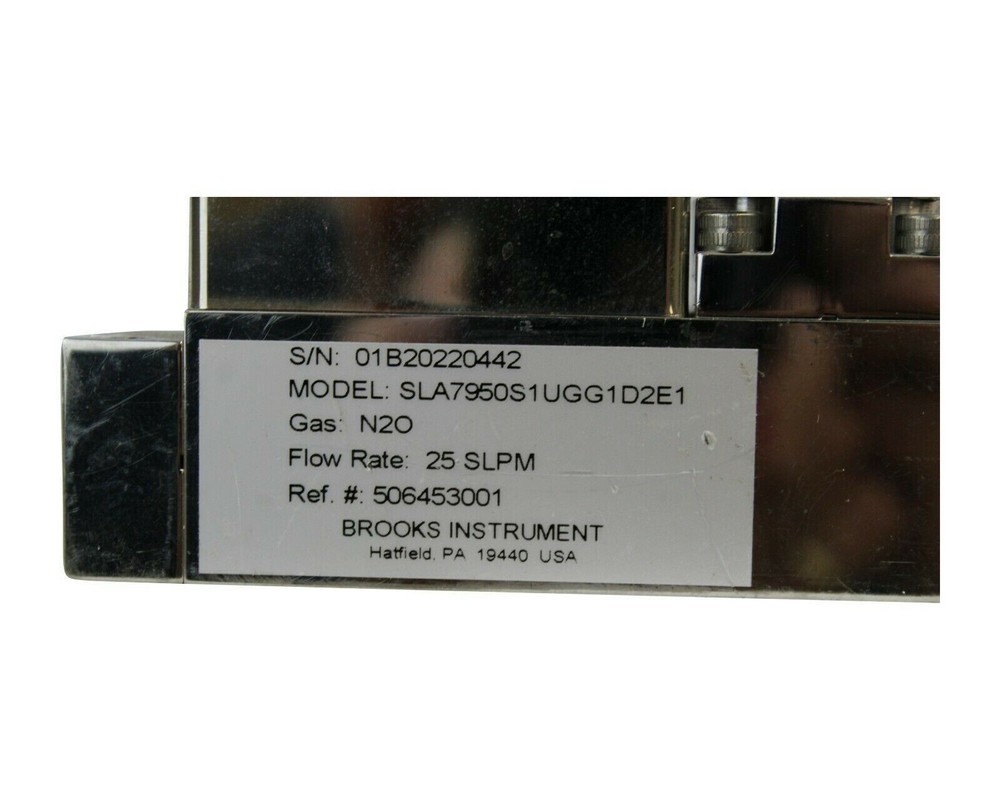 S/N: 01B20220442
MODEL: SLA7950S1UGG1D2E1
Gas: N2O
Flow Rate: 25 SLPM
Ref. #: 506453001
BROOKS INSTRUMENT
Hatfield, PA 19440 USA